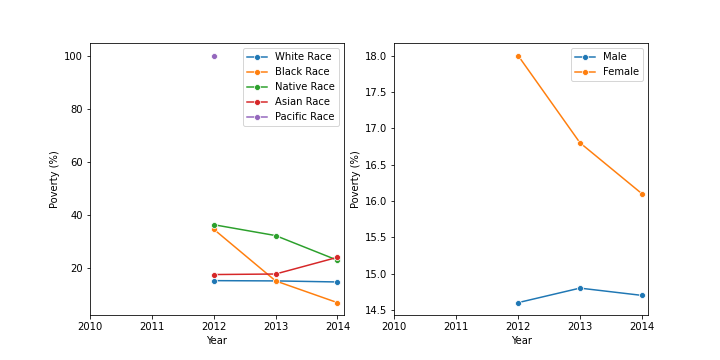 100
80
60
40
20
Poverty (%)
2010 2011 2012 2013 2014
Year
White Race
Black Race
Native Race
Asian Race
Pacific Race
18.0
17.5
17.0
16.5
16.0
15.5
15.0
14.5
Poverty (%)
2010 2011 2012 2013 2014
Year
Male
Female